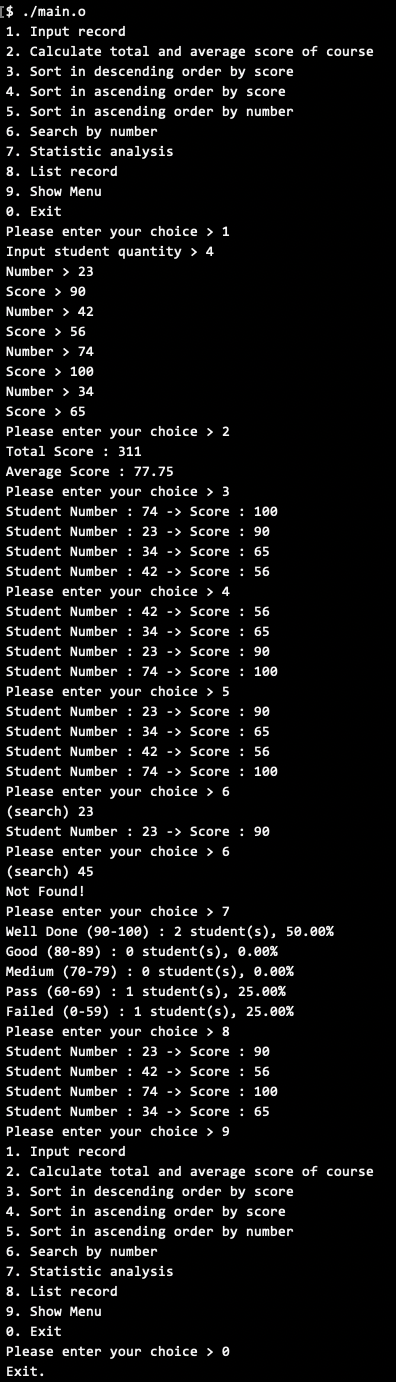 $ ./main.o
1. Input record
2. Calculate total and average score of course
3. Sort in descending order by score
4. Sort in ascending order by score
5. Sort in ascending order by number
6. Search by number
7. Statistic analysis
8. List record
9. Show Menu
0. Exit
Please enter your choice > 1
Input student quantity > 4
Number > 23
Score > 90
Number > 42
Score > 56
Number > 74
Score > 100
Number > 34
Score > 65
Please enter your choice > 2
Total Score : 311
Average Score : 77.75
Please enter your choice > 3
Student Number : 74 -> Score : 100
Student Number : 23 -> Score : 90
Student Number : 34 -> Score : 65
Student Number : 42 -> Score : 56
Please enter your choice > 4
Student Number : 42 -> Score : 56
Student Number : 34 -> Score : 65
Student Number : 23 -> Score : 90
Student Number : 74 -> Score : 100
Please enter your choice > 5
Student Number : 23 -> Score : 90
Student Number : 34 -> Score : 65
Student Number : 42 -> Score : 56
Student Number : 74 -> Score : 100
Please enter your choice > 6
(search) 23
Student Number : 23 -> Score : 90
Please enter your choice > 6
(search) 45
Not Found!
Please enter your choice > 7
Well Done (90-100) : 2 student(s), 50.00%
Good (80-89) : 0 student(s), 0.00%
Medium (70-79) : 0 student(s), 0.00%
Pass (60-69) : 1 student(s), 25.00%
Failed (0-59) : 1 student(s), 25.00%
Please enter your choice > 8
Student Number : 23 -> Score : 90
Student Number : 42 -> Score : 56
Student Number : 74 -> Score : 100
Student Number : 34 -> Score : 65
Please enter your choice > 9
1. Input record
2. Calculate total and average score of course
3. Sort in descending order by score
4. Sort in ascending order by score
5. Sort in ascending order by number
6. Search by number
7. Statistic analysis
8. List record
9. Show Menu
0. Exit
Please enter your choice > 0
Exit.